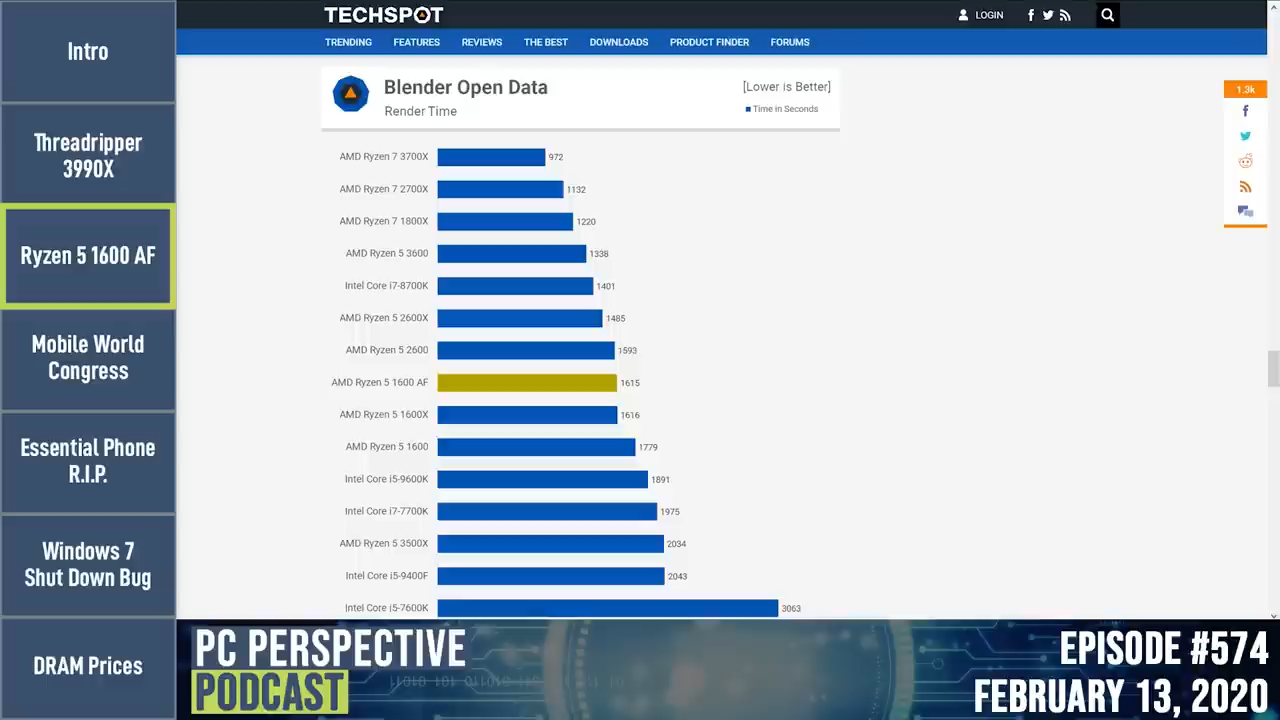 Intro
Threadripper
3990X
Ryzen 5 1600 AF
Mobile World
Congress
Essential Phone
R.I.P.
Windows 7
Shut Down Bug
DRAM Prices
TECHSPOT
LOGIN
TRENDING FEATURES REVIEWS THE BEST DOWNLOADS PRODUCT FINDER FORUMS
Blender Open Data [Lower is Better]
Render Time Time in Seconds
AMD Ryzen 7 3700X 972
AMD Ryzen 7 2700X 1132
AMD Ryzen 7 1800X 1220
AMD Ryzen 5 3600 1338
Intel Core i7-8700K 1401
AMD Ryzen 5 2600X 1485
AMD Ryzen 5 2600 1593
AMD Ryzen 5 1600 AF 1615
AMD Ryzen 5 1600X 1616
AMD Ryzen 5 1600 1779
Intel Core i5-9600K 1891
Intel Core i7-7700K 1975
AMD Ryzen 5 3500X 2034
Intel Core i5-9400F 2043
Intel Core i5-7600K 3063
1.3k
PC PERSPECTIVE
PODCAST
EPISODE #574
FEBRUARY 13, 2020